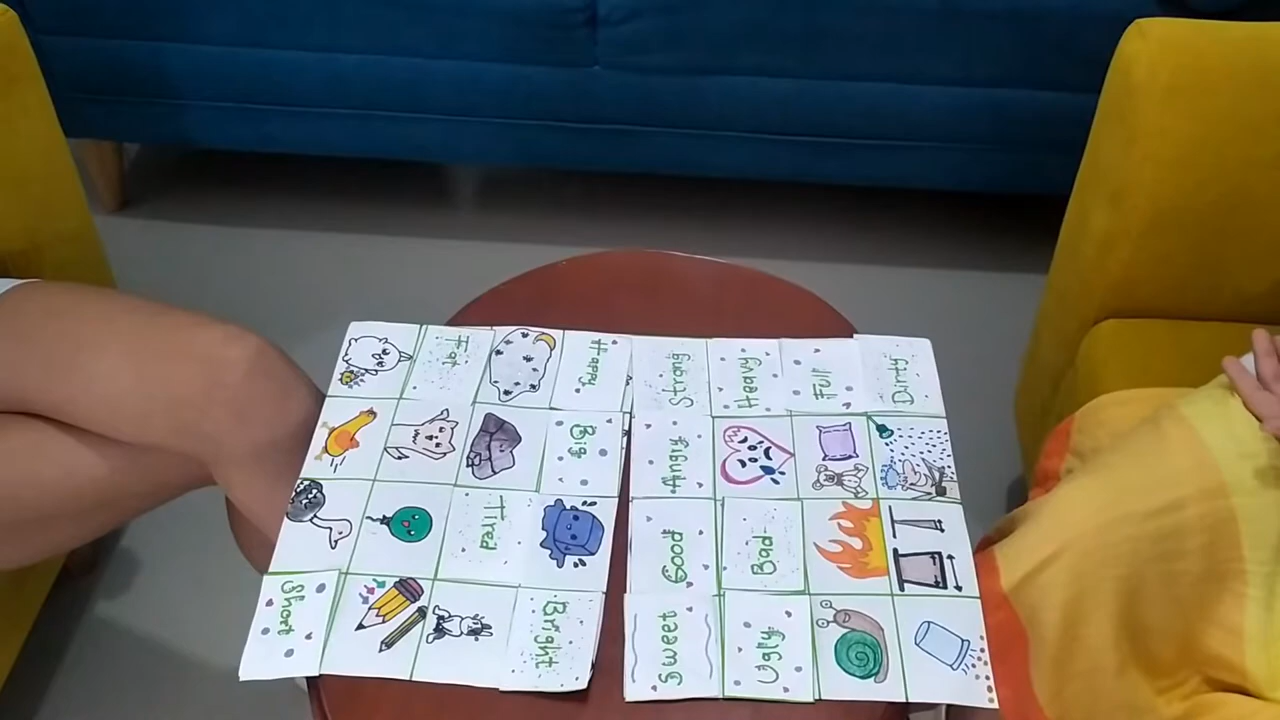 Fat
Happy
Strong
Heavy
Full
Dirty
Big
Angry
Tired
Good
Bad
Short
Bright
Sweet
Ugly